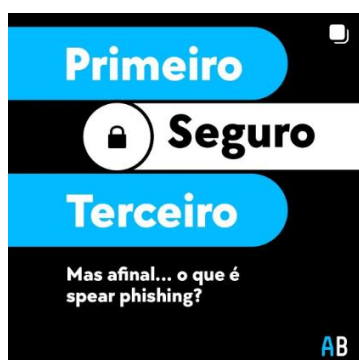 Primeiro
Seguro
Terceiro
Mas afinal... o que é
spear phishing?
AB